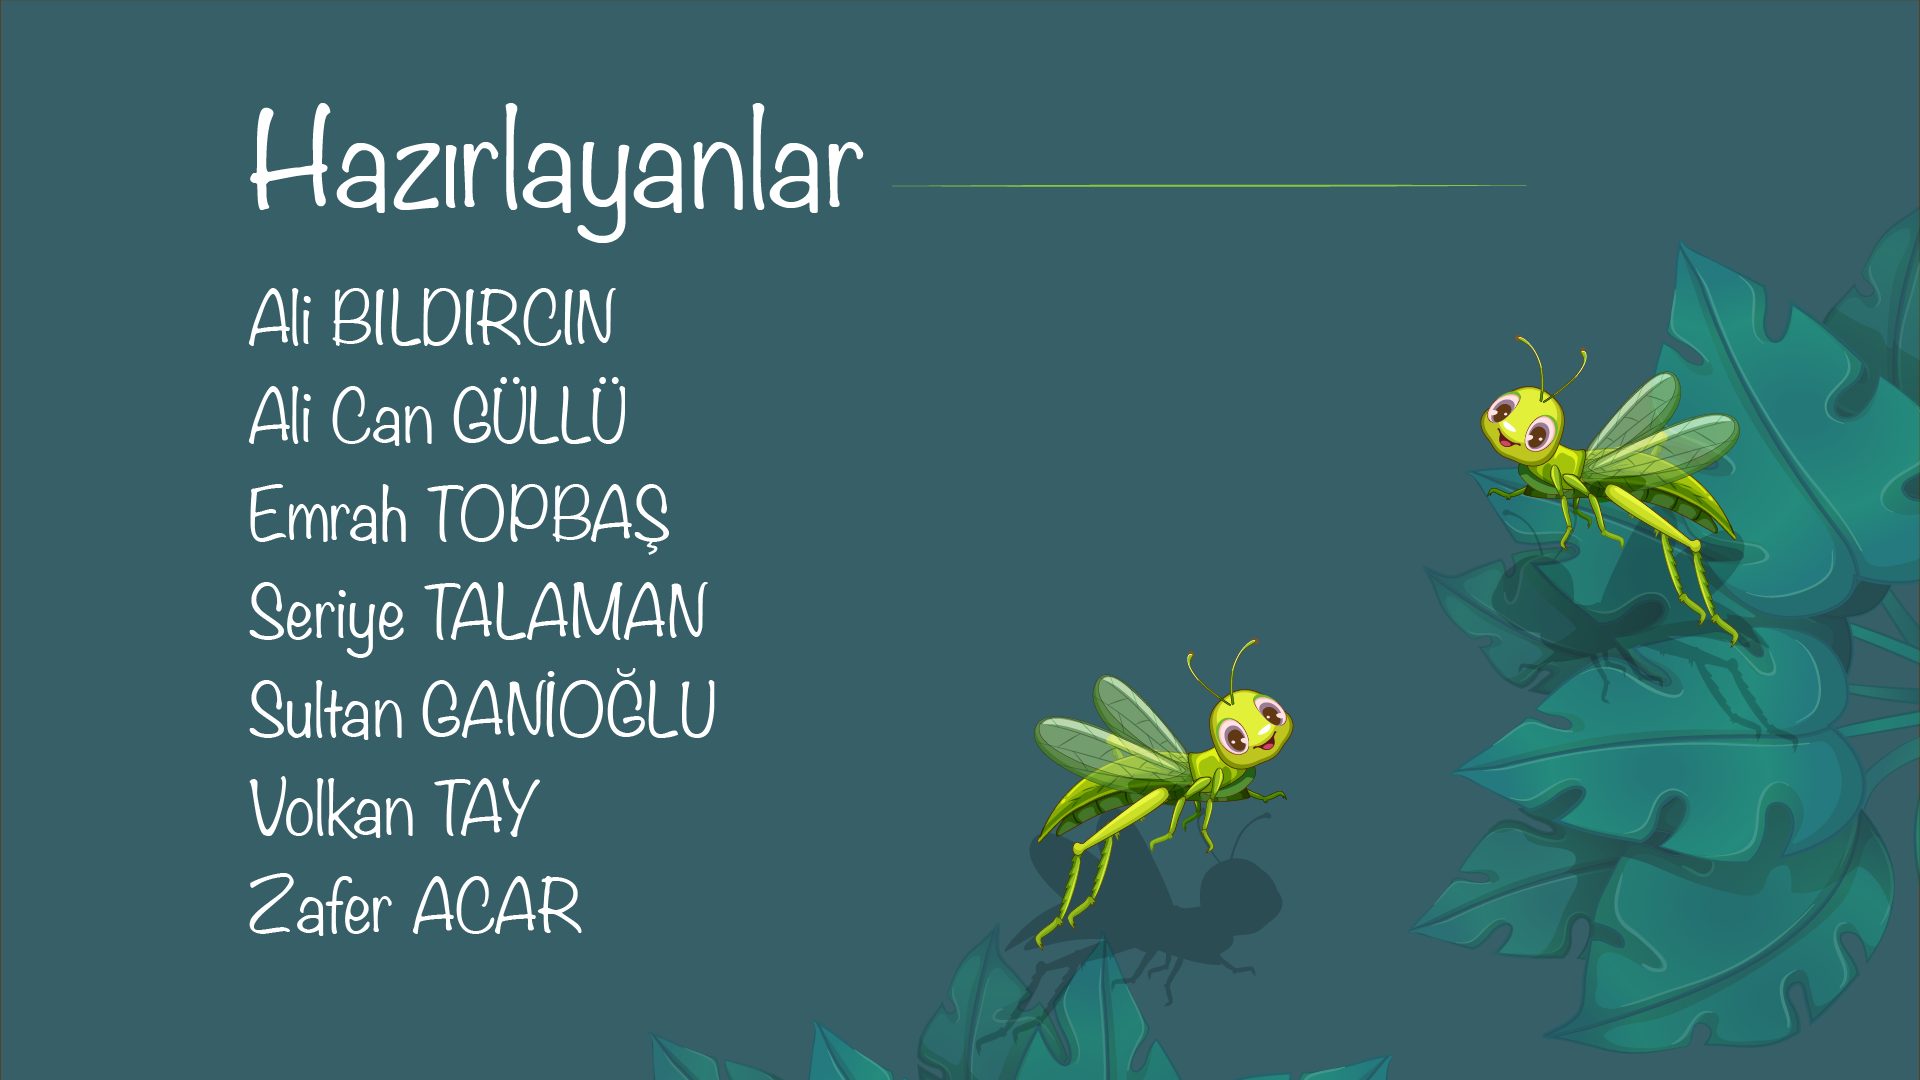 Hazırlayanlar
Ali BILDIRCIN
Ali Can GÜLLÜ
Emrah TOPBAŞ
Seriye TALAMAN
Sultan GANİOĞLU
Volkan TAY
Zafer ACAR